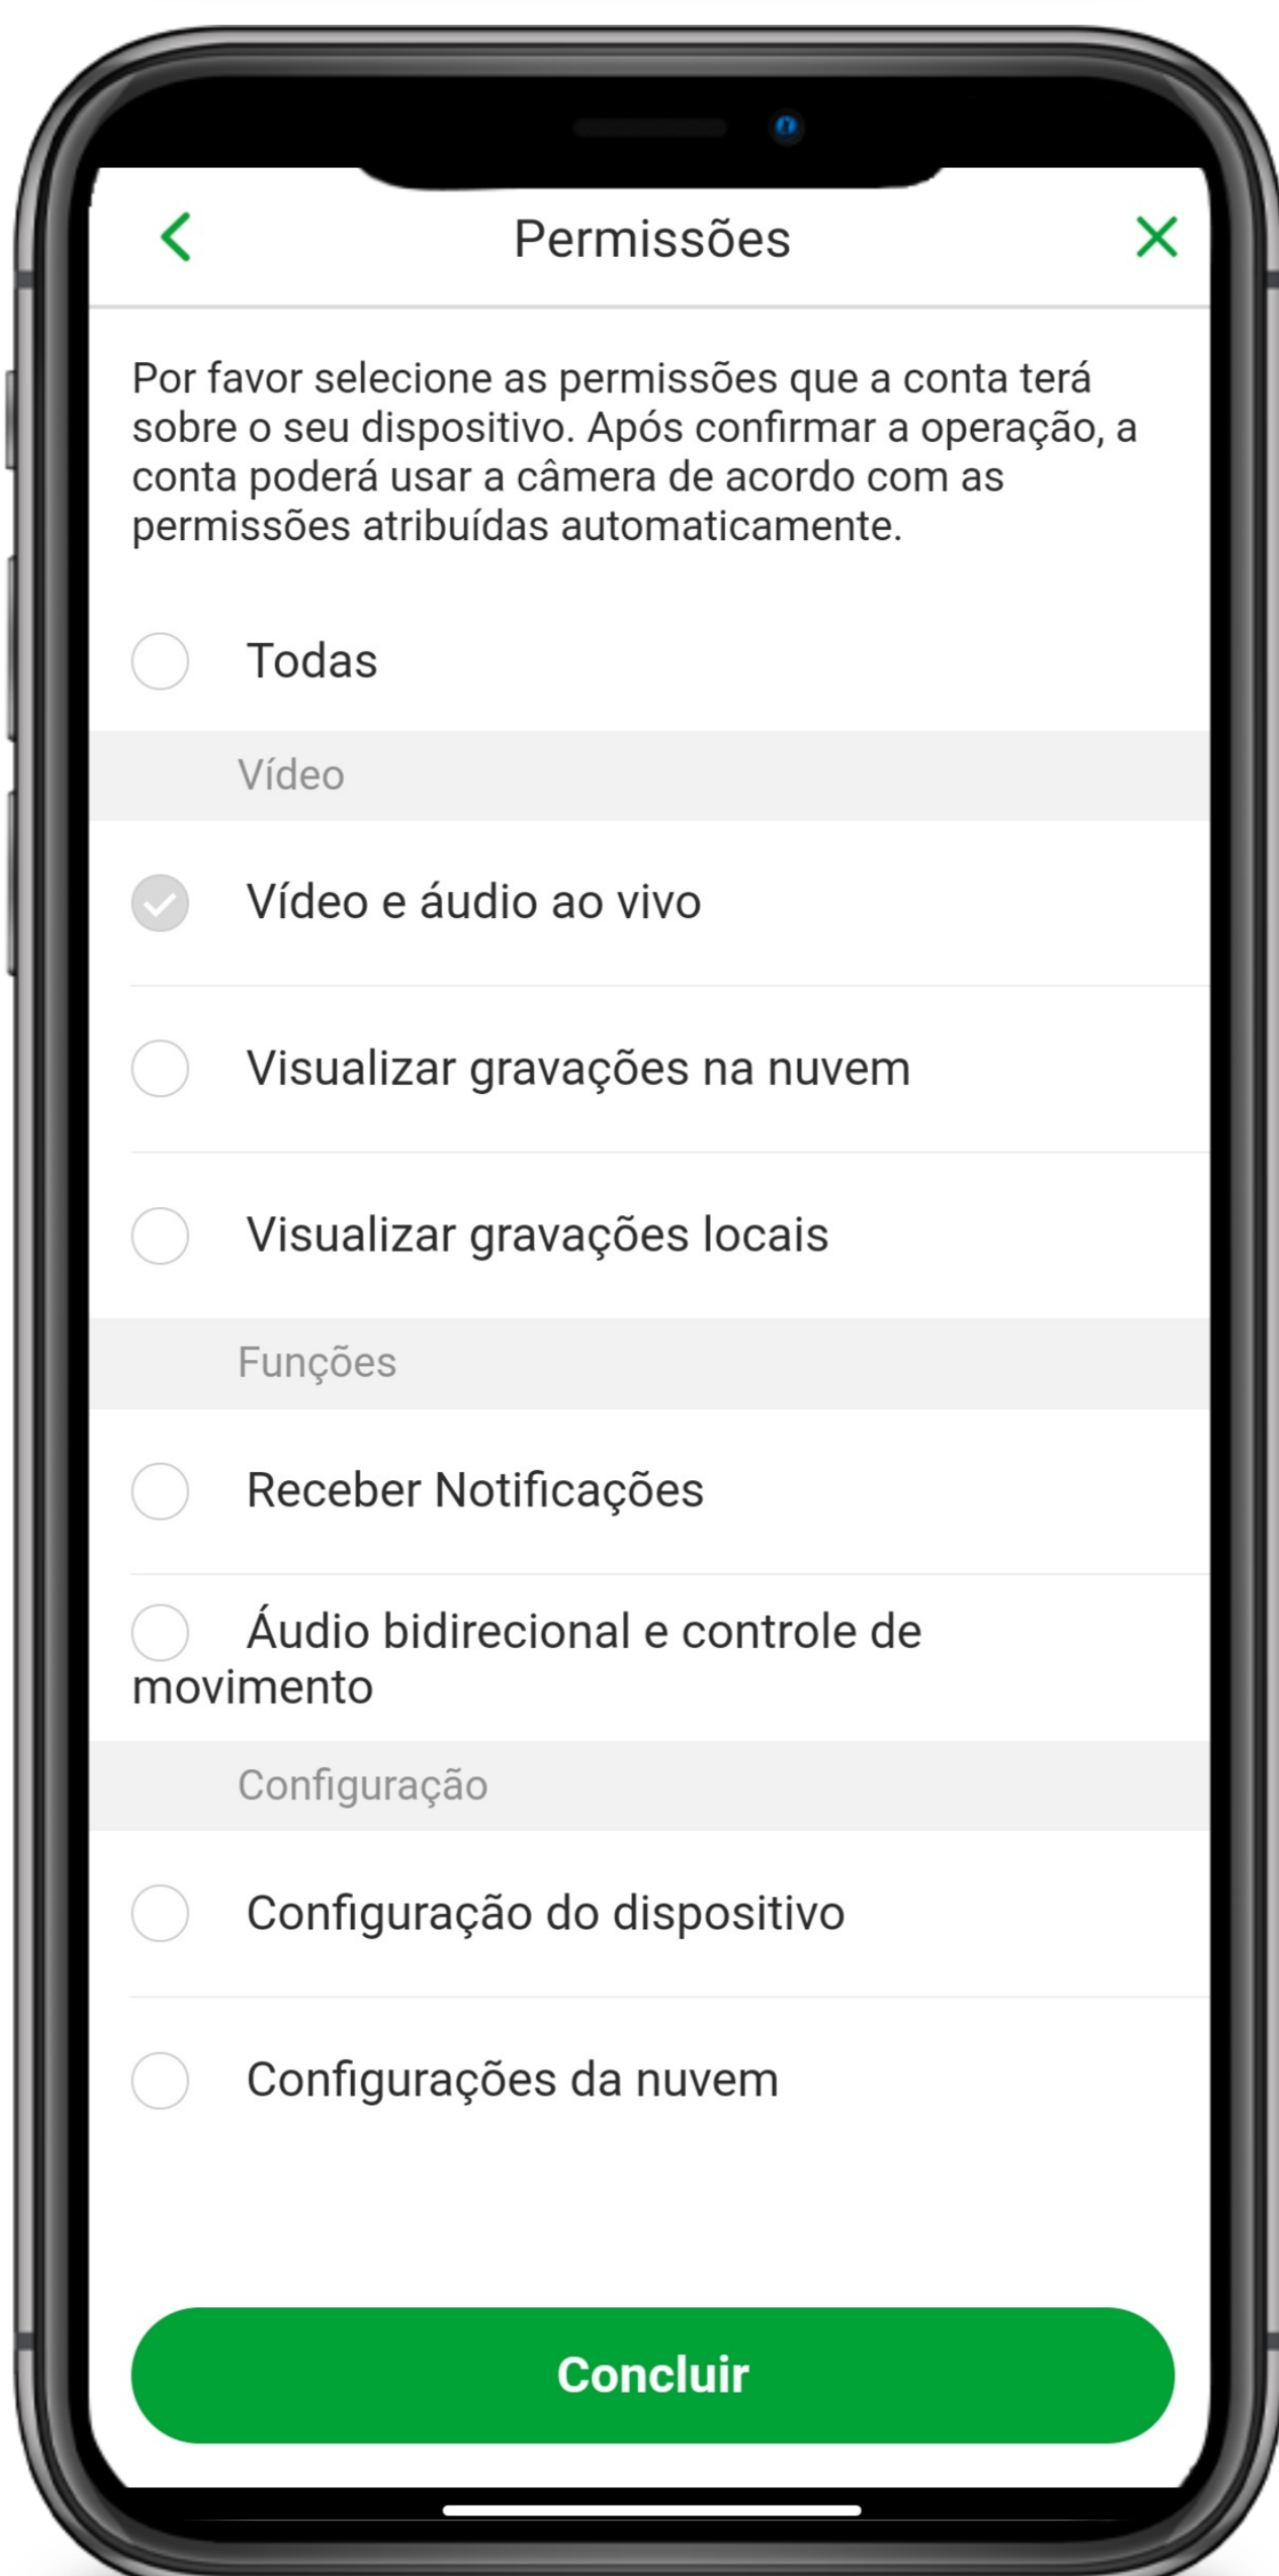 Permissões
Por favor selecione as permissões que a conta terá
sobre o seu dispositivo. Após confirmar a operação, a
conta poderá usar a câmera de acordo com as
permissões atribuídas automaticamente.
Todas
Vídeo
Vídeo e áudio ao vivo
Visualizar gravações na nuvem
Visualizar gravações locais
Funções
Receber Notificações
Áudio bidirecional e controle de
movimento
Configuração
Configuração do dispositivo
Configurações da nuvem
Concluir